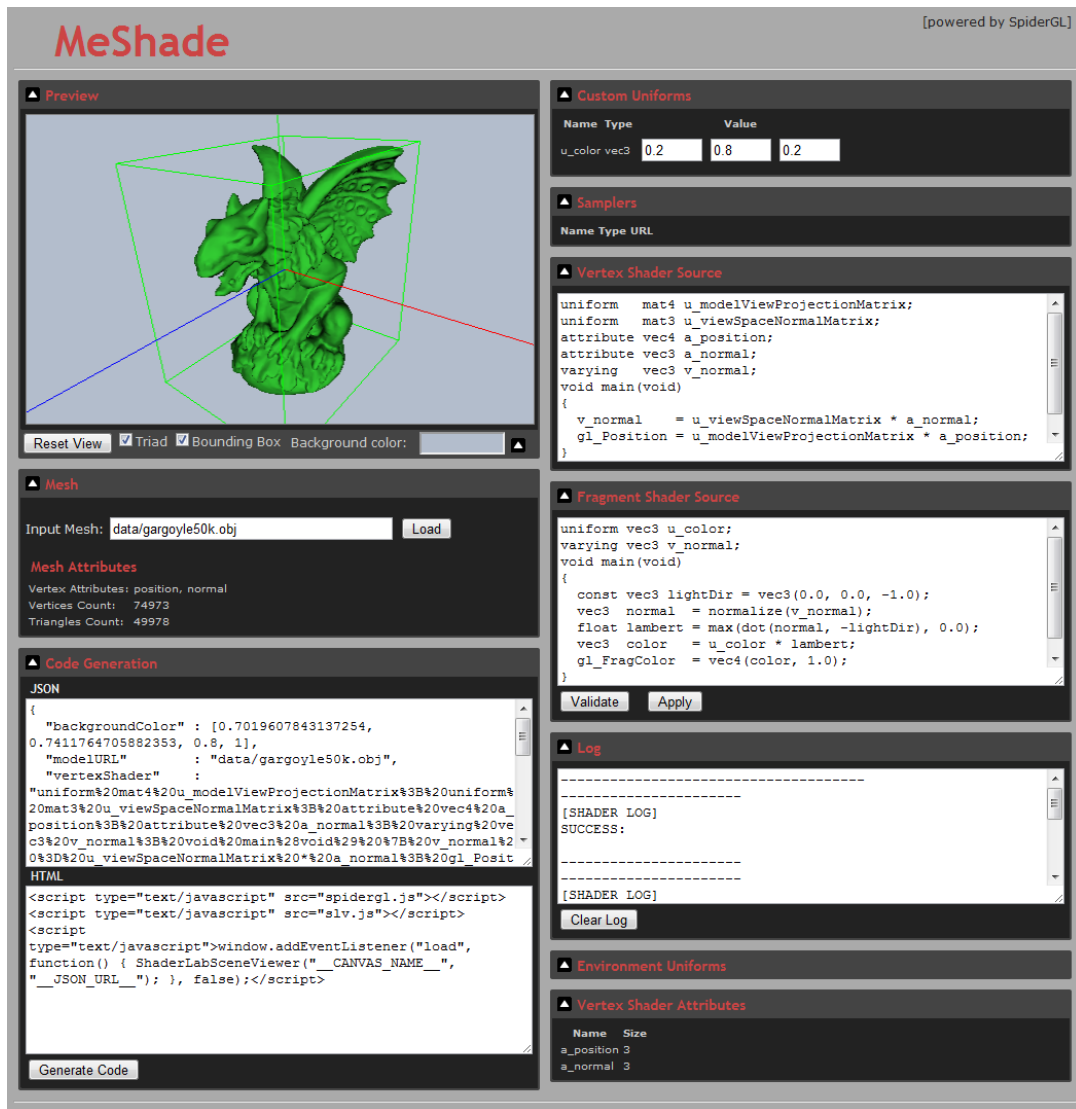 MeShade
[powered by SpiderGL]
Preview
Reset View Triad Bounding Box Background color:
Mesh
Input Mesh: data/gargoyle50k.obj Load
Mesh Attributes
Vertex Attributes: position, normal
Vertices Count: 74973
Triangles Count: 49978
Code Generation
JSON
{
"backgroundColor" : [0.7019607843137254,
0.7411764705882353, 0.8, 1],
"modelURL" : "data/gargoyle50k.obj",
"vertexShader" :
"uniform%20mat4%20u_modelViewProjectionMatrix%3B%20uniform%
20mat3%20u_viewSpaceNormalMatrix%3B%20attribute%20vec4%20a_
position%3B%20attribute%20vec3%20a_normal%3B%20varying%20ve
c3%20v_normal%3B%20void%20main%28void%29%20%7B%20v_normal%2
0%3D%20u_viewSpaceNormalMatrix%20*%20a_normal%3B%20gl_Posit
HTML
<script type="text/javascript" src="spidergl.js"></script>
<script type="text/javascript" src="slv.js"></script>
<script
type="text/javascript">window.addEventListener("load",
function() { ShaderLabSceneViewer("__CANVAS_NAME__",
"__JSON_URL__"); }, false);</script>
Generate Code
Custom Uniforms
Name Type Value
u_color vec3 0.2 0.8 0.2
Samplers
Name Type URL
Vertex Shader Source
uniform mat4 u_modelViewProjectionMatrix;
uniform mat3 u_viewSpaceNormalMatrix;
attribute vec4 a_position;
attribute vec3 a_normal;
varying vec3 v_normal;
void main(void)
{
v_normal = u_viewSpaceNormalMatrix * a_normal;
gl_Position = u_modelViewProjectionMatrix * a_position;
}
Fragment Shader Source
uniform vec3 u_color;
varying vec3 v_normal;
void main(void)
{
const vec3 lightDir = vec3(0.0, 0.0, -1.0);
vec3 normal = normalize(v_normal);
float lambert = max(dot(normal, -lightDir), 0.0);
vec3 color = u_color * lambert;
gl_FragColor = vec4(color, 1.0);
}
Validate Apply
Log
--------------------------------------
----------------------
[SHADER LOG]
SUCCESS:
----------------------
----------------------
[SHADER LOG]
Clear Log
Environment Uniforms
Vertex Shader Attributes
Name Size
a_position 3
a_normal 3